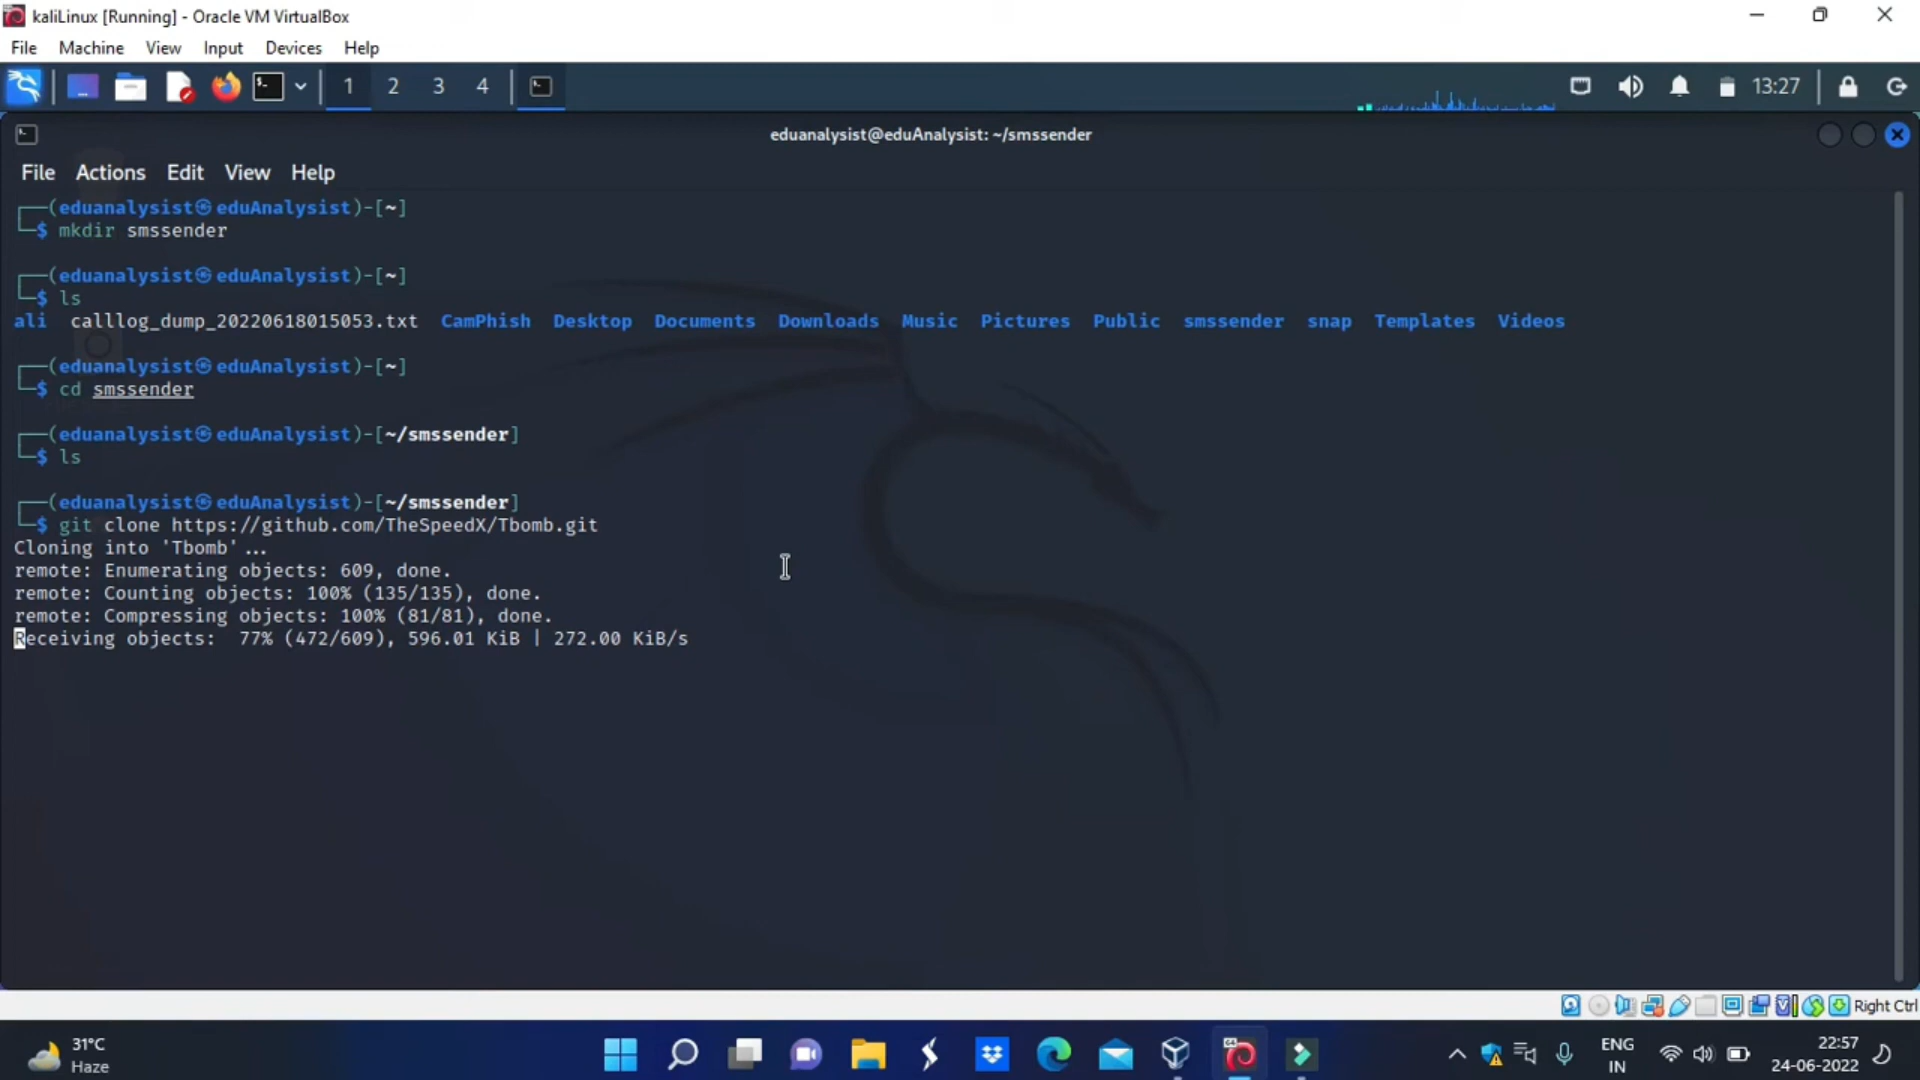 kaliLinux [Running] - Oracle VM VirtualBox
File Machine View Input Devices Help
1 2 3 4
13:27
eduanalysist@eduAnalysist: ~/smssender
File Actions Edit View Help
┌──(eduanalysist㉿eduAnalysist)-[~]
└─$ mkdir smssender
┌──(eduanalysist㉿eduAnalysist)-[~]
└─$ ls
ali calllog_dump_20220618015053.txt CamPhish Desktop Documents Downloads Music Pictures Public smssender snap Templates Videos
┌──(eduanalysist㉿eduAnalysist)-[~]
└─$ cd smssender
┌──(eduanalysist㉿eduAnalysist)-[~/smssender]
└─$ ls
┌──(eduanalysist㉿eduAnalysist)-[~/smssender]
└─$ git clone https://github.com/TheSpeedX/Tbomb.git
Cloning into 'Tbomb'...
remote: Enumerating objects: 609, done.
remote: Counting objects: 100% (135/135), done.
remote: Compressing objects: 100% (81/81), done.
Receiving objects: 77% (472/609), 596.01 KiB | 272.00 KiB/s
Right Ctrl
31°C
Haze
ENG
IN
22:57
24-06-2022